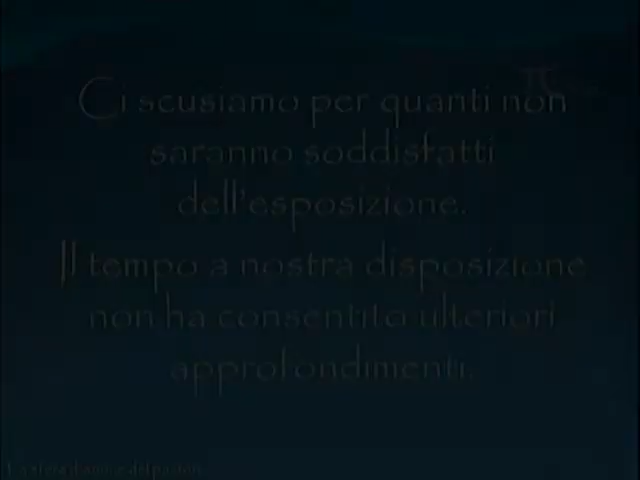 Ci scusiamo per quanti non
saranno soddisfatti
dell'esposizione.
Il tempo a nostra disposizione
non ha consentito ulteriori
approfondimenti.